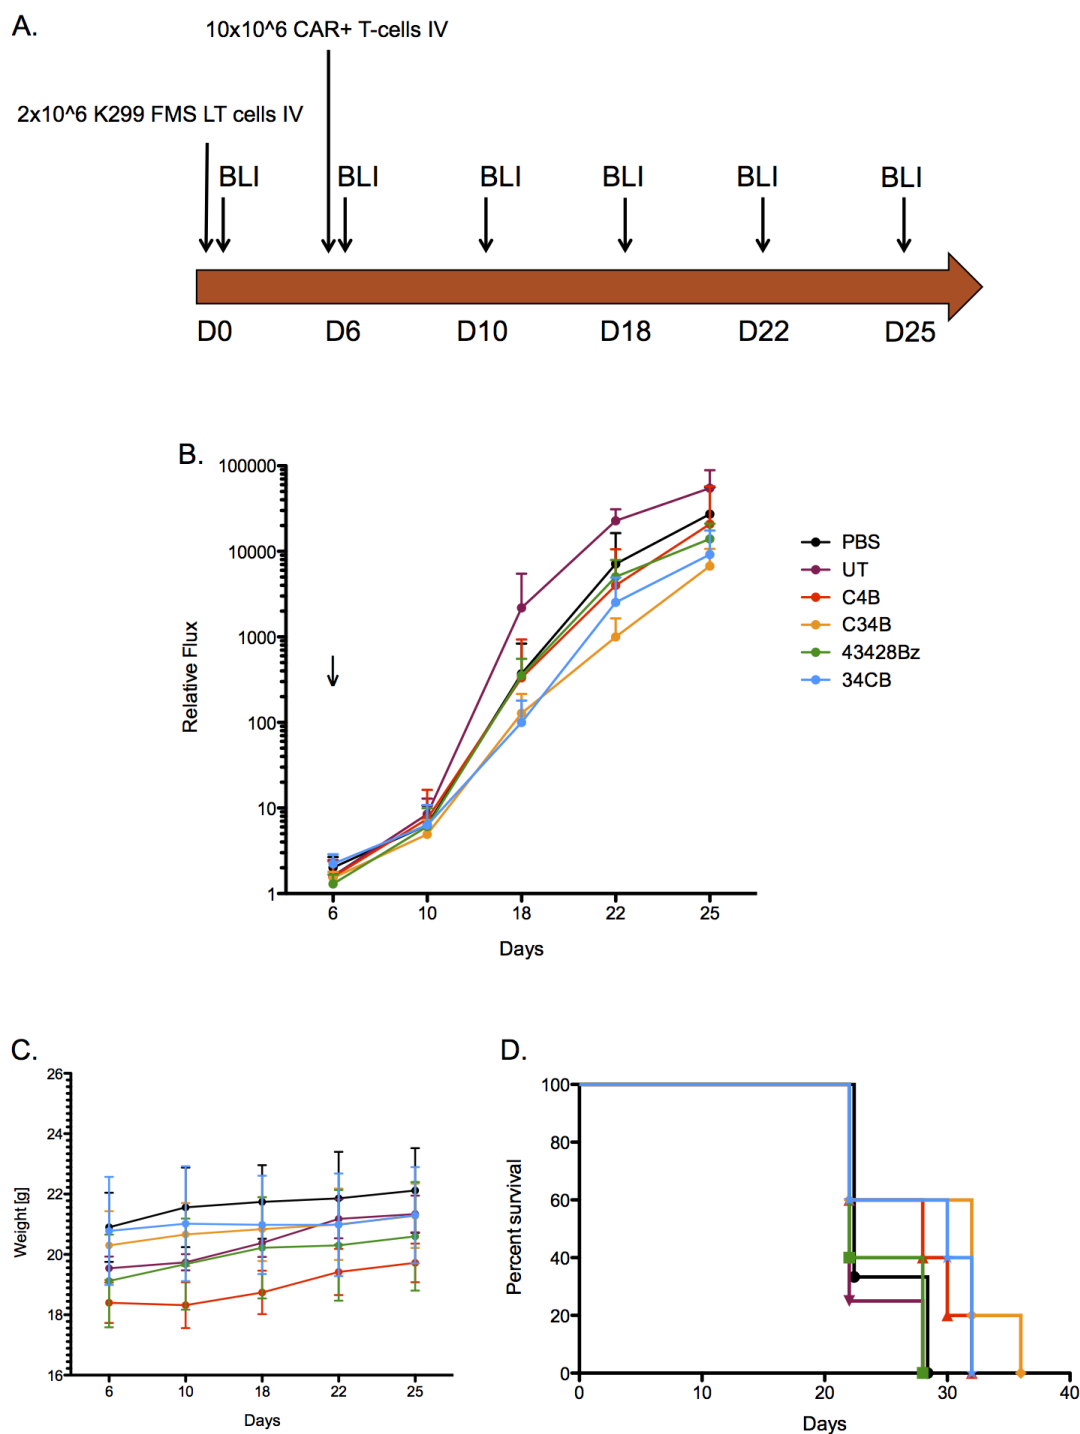 A.
10x10^6 CAR+ T-cells IV
2x10^6 K299 FMS LT cells IV
BLI BLI BLI BLI BLI BLI
D0 D6 D10 D18 D22 D25
B.
100000
10000
1000
100
10
1
Relative Flux
6 10 18 22 25
Days
PBS
UT
C4B
C34B
43428Bz
34CB
C.
26
24
22
20
18
16
Weight [g]
6 10 18 22 25
Days
D.
100
80
60
40
20
0
Percent survival
0 10 20 30 40
Days